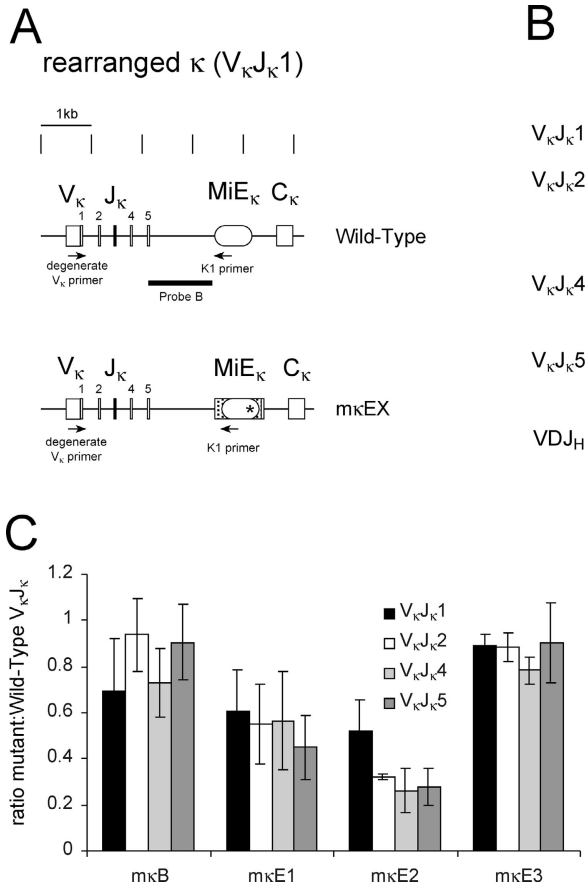 A
rearranged κ (VκJκ1)
1kb
Vκ Jκ MiEκ Cκ
1 2 4 5
Wild-Type
degenerate
Vκ primer
K1 primer
Probe B
Vκ Jκ MiEκ Cκ
1 2 4 5
*
mκEX
degenerate
Vκ primer
K1 primer
B
VκJκ1
VκJκ2
VκJκ4
VκJκ5
VDJH
C
ratio mutant:Wild-Type VκJκ
1.2
1
0.8
0.6
0.4
0.2
0
VκJκ1
VκJκ2
VκJκ4
VκJκ5
mκB mκE1 mκE2 mκE3